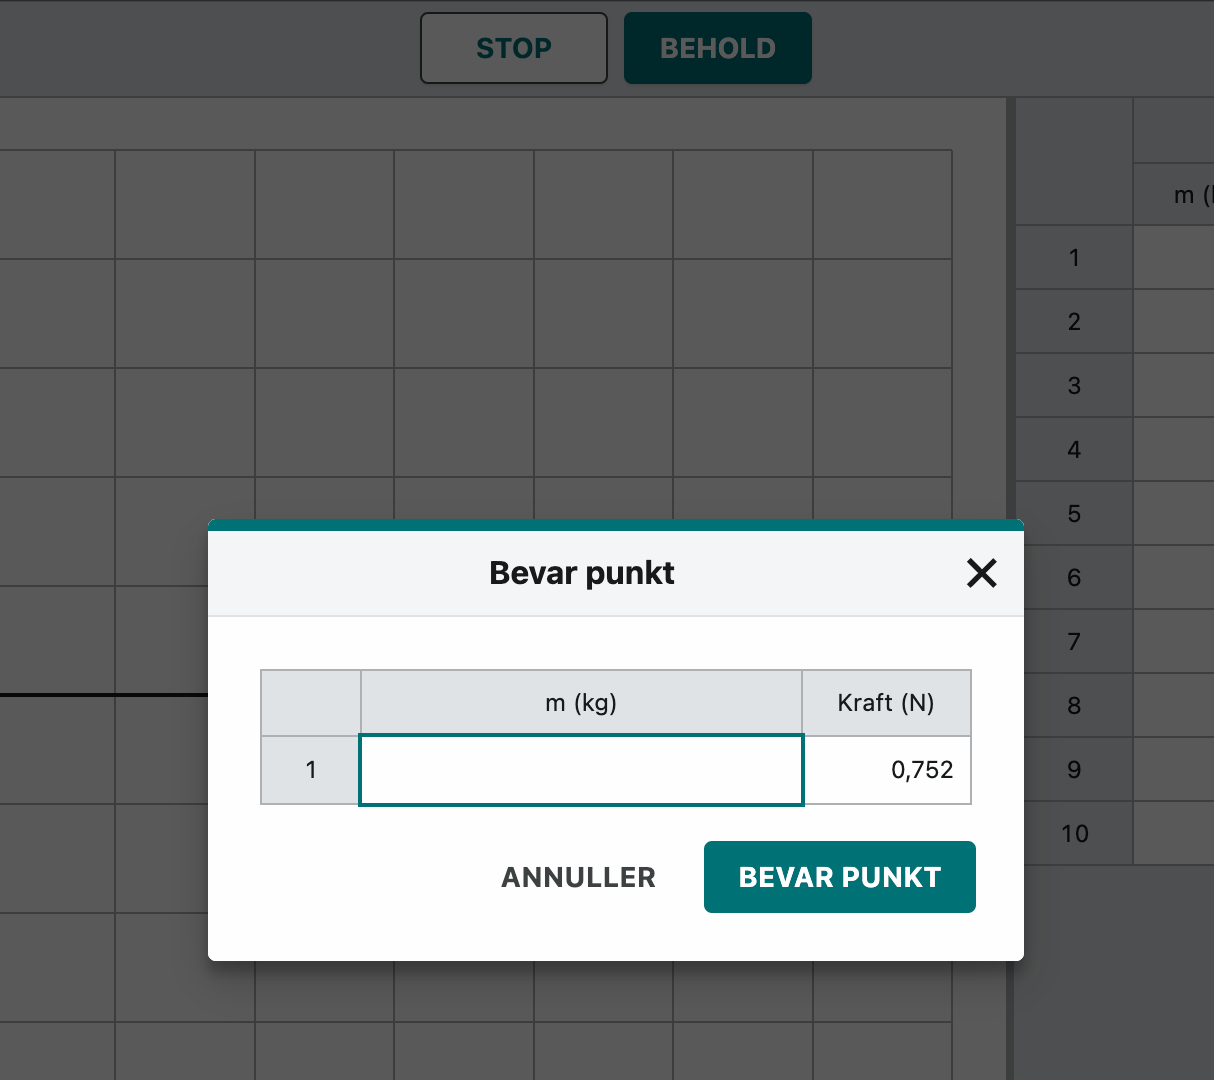 STOP
BEHOLD
m (
1
2
3
4
5
6
7
8
9
10
Bevar punkt
m (kg)
Kraft (N)
1
0,752
ANNULLER
BEVAR PUNKT